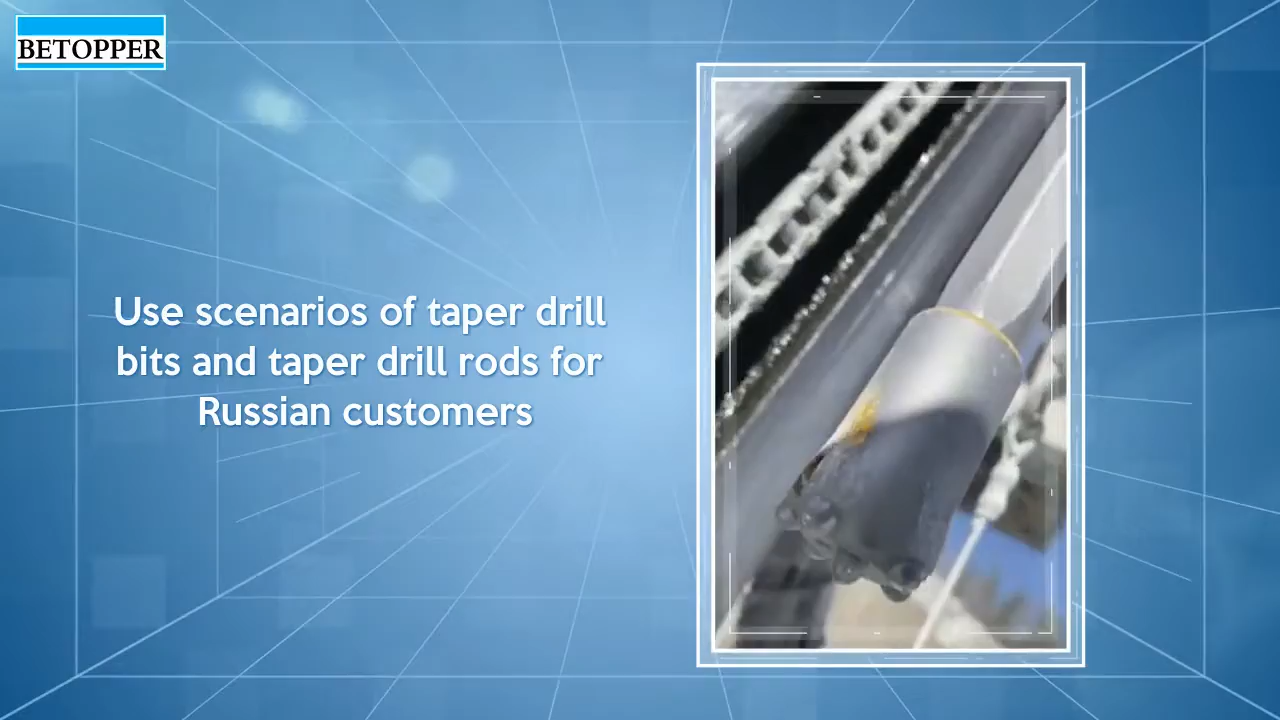 BETOPPER
Use scenarios of taper drill
bits and taper drill rods for
Russian customers